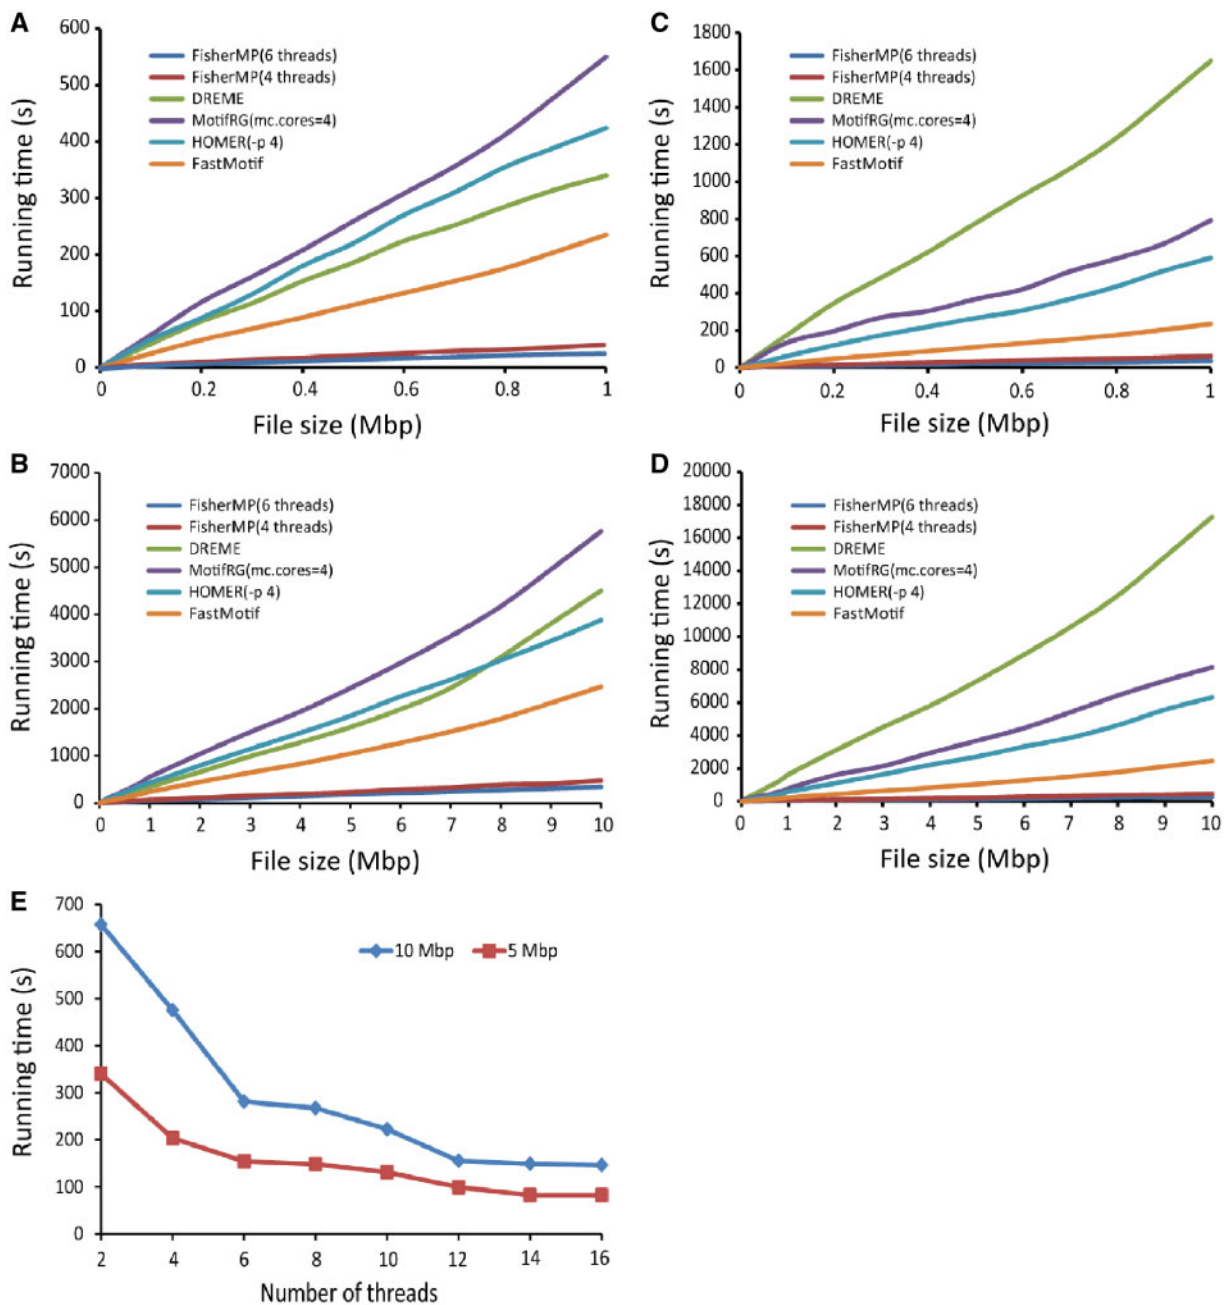 A
600
500
400
300
200
100
0
Running time (s)
FisherMP(6 threads)
FisherMP(4 threads)
DREME
MotifRG(mc.cores=4)
HOMER(-p 4)
FastMotif
0 0.2 0.4 0.6 0.8 1
File size (Mbp)
C
1800
1600
1400
1200
1000
800
600
400
200
0
Running time (s)
FisherMP(6 threads)
FisherMP(4 threads)
DREME
MotifRG(mc.cores=4)
HOMER(-p 4)
FastMotif
0 0.2 0.4 0.6 0.8 1
File size (Mbp)
B
7000
6000
5000
4000
3000
2000
1000
0
Running time (s)
FisherMP(6 threads)
FisherMP(4 threads)
DREME
MotifRG(mc.cores=4)
HOMER(-p 4)
FastMotif
0 1 2 3 4 5 6 7 8 9 10
File size (Mbp)
D
20000
18000
16000
14000
12000
10000
8000
6000
4000
2000
0
Running time (s)
FisherMP(6 threads)
FisherMP(4 threads)
DREME
MotifRG(mc.cores=4)
HOMER(-p 4)
FastMotif
0 1 2 3 4 5 6 7 8 9 10
File size (Mbp)
E
700
600
500
400
300
200
100
0
Running time (s)
10 Mbp 5 Mbp
2 4 6 8 10 12 14 16
Number of threads